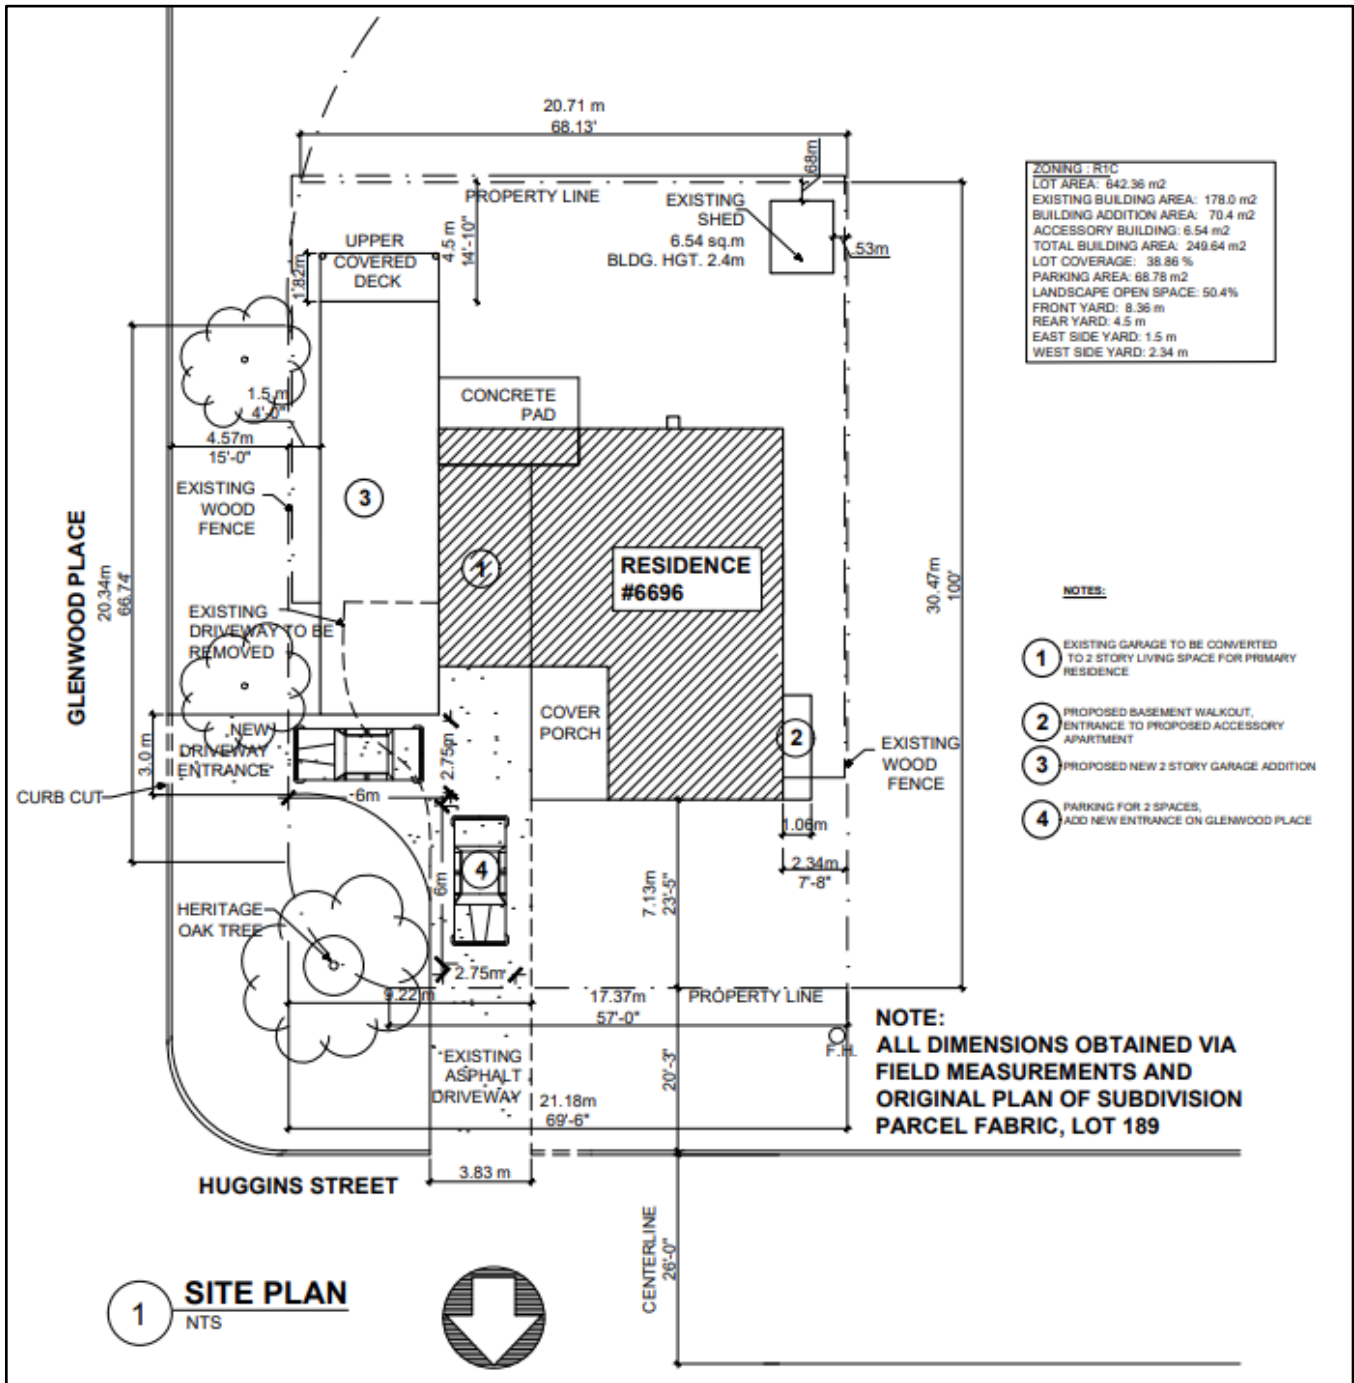 20.71 m
68.13'
.68m
PROPERTY LINE
EXISTING
SHED
6.54 sq.m
BLDG. HGT. 2.4m
.53m
4.5 m
14'-10"
UPPER
COVERED
DECK
1.82m
ZONING : R1C
LOT AREA: 642.36 m2
EXISTING BUILDING AREA: 178.0 m2
BUILDING ADDITION AREA: 70.4 m2
ACCESSORY BUILDING: 6.54 m2
TOTAL BUILDING AREA: 249.64 m2
LOT COVERAGE: 38.86 %
PARKING AREA: 68.78 m2
LANDSCAPE OPEN SPACE: 50.4%
FRONT YARD: 8.36 m
REAR YARD: 4.5 m
EAST SIDE YARD: 1.5 m
WEST SIDE YARD: 2.34 m
1.5 m
4'-0"
4.57m
15'-0"
CONCRETE
PAD
EXISTING
WOOD
FENCE
3
1
RESIDENCE
#6696
GLENWOOD PLACE
20.34m
66.74'
30.47m
100'
EXISTING
DRIVEWAY TO BE
REMOVED
NOTES:
1
EXISTING GARAGE TO BE CONVERTED
TO 2 STORY LIVING SPACE FOR PRIMARY
RESIDENCE
2
PROPOSED BASEMENT WALKOUT,
ENTRANCE TO PROPOSED ACCESSORY
APARTMENT
3
PROPOSED NEW 2 STORY GARAGE ADDITION
4
PARKING FOR 2 SPACES,
ADD NEW ENTRANCE ON GLENWOOD PLACE
COVER
PORCH
2
EXISTING
WOOD
FENCE
NEW
DRIVEWAY
ENTRANCE
3.0 m
CURB CUT
2.75m
6m
6m
4
1.06m
2.34m
7'-8"
7.13m
23'-5"
HERITAGE
OAK TREE
2.75m
9.22 m
17.37m
57'-0"
PROPERTY LINE
F.H.
NOTE:
ALL DIMENSIONS OBTAINED VIA
FIELD MEASUREMENTS AND
ORIGINAL PLAN OF SUBDIVISION
PARCEL FABRIC, LOT 189
EXISTING
ASPHALT
DRIVEWAY
20'-3"
21.18m
69'-6"
3.83 m
HUGGINS STREET
CENTERLINE
26'-0"
1
SITE PLAN
NTS